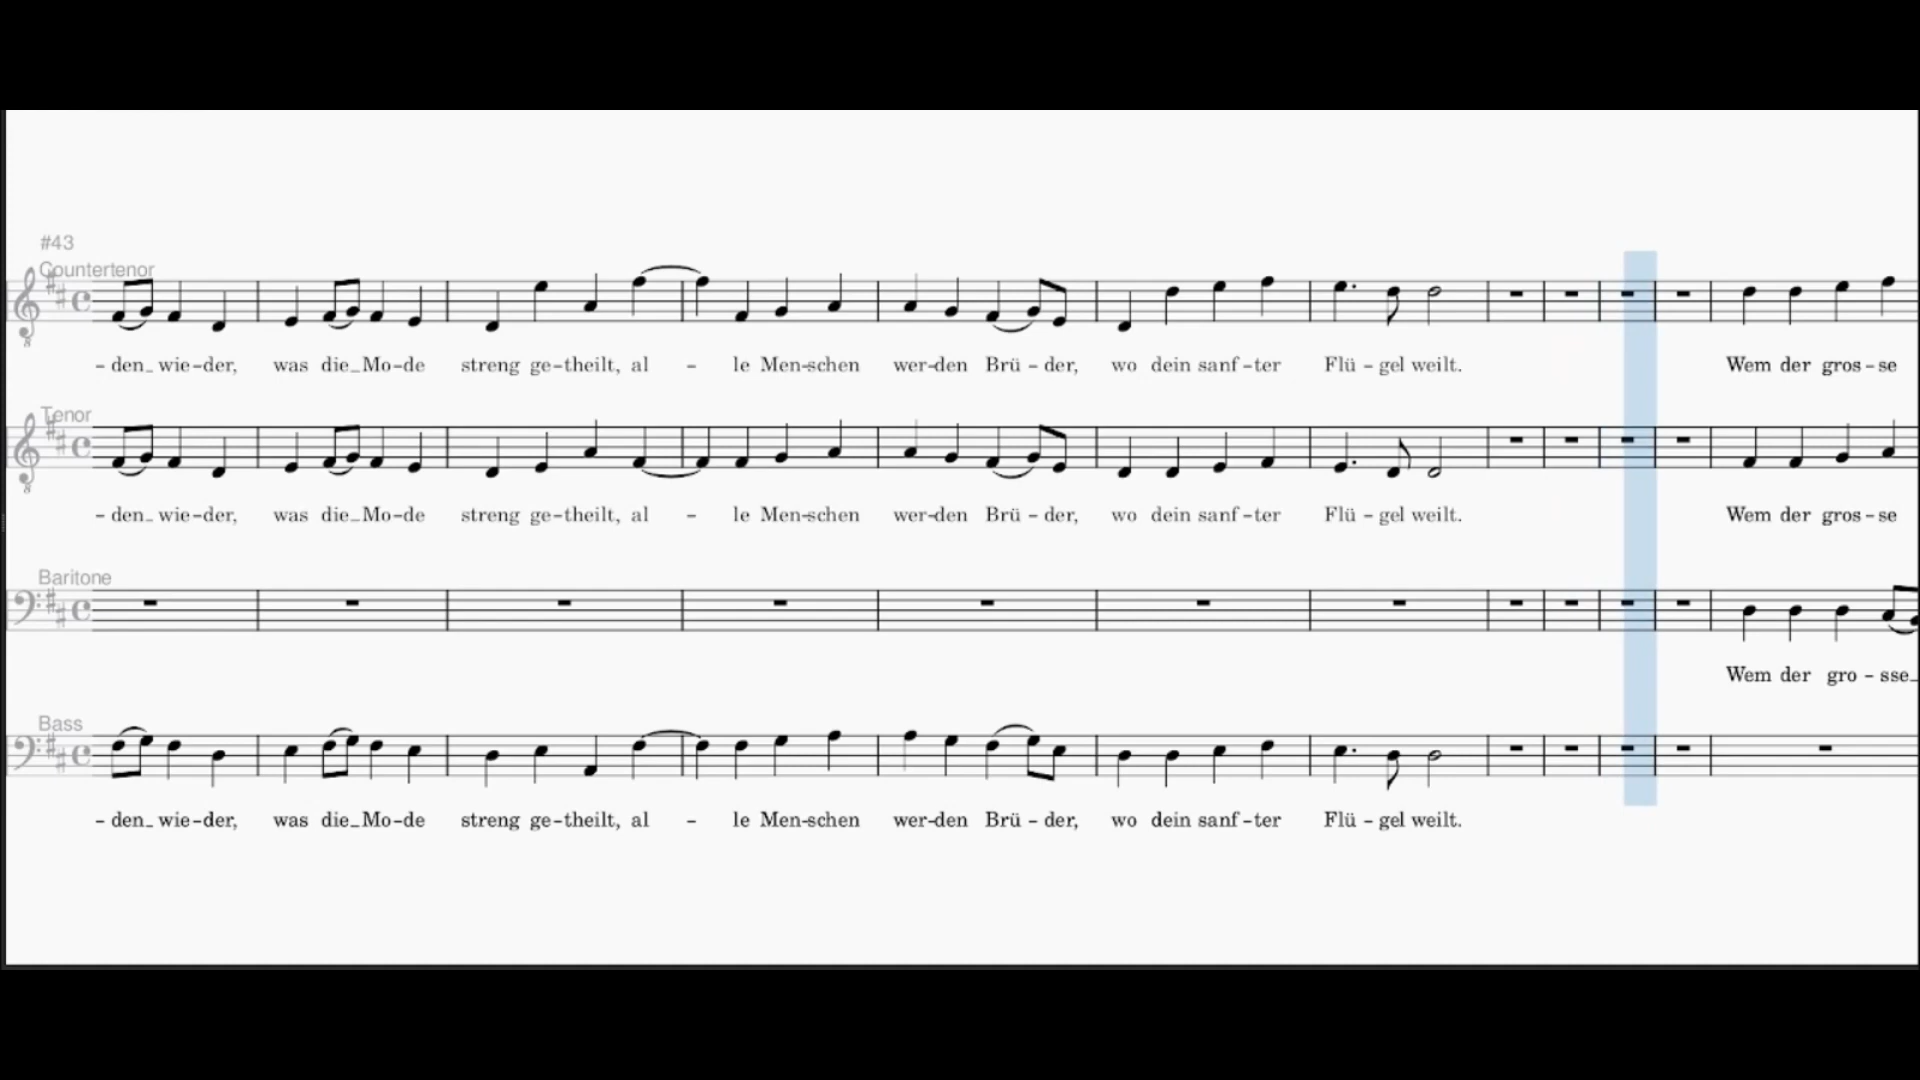 #43
Countertenor
- den_ wie-der, was die_Mo-de streng ge-theilt, al - le Men-schen wer-den Brü - der, wo dein sanf-ter Flü - gel weilt. Wem der gros-se
Tenor
- den_ wie-der, was die_Mo-de streng ge-theilt, al - le Men-schen wer-den Brü - der, wo dein sanf-ter Flü - gel weilt. Wem der gros-se
Baritone
Wem der gro - sse_
Bass
- den_ wie-der, was die_Mo-de streng ge-theilt, al - le Men-schen wer-den Brü - der, wo dein sanf-ter Flü - gel weilt.